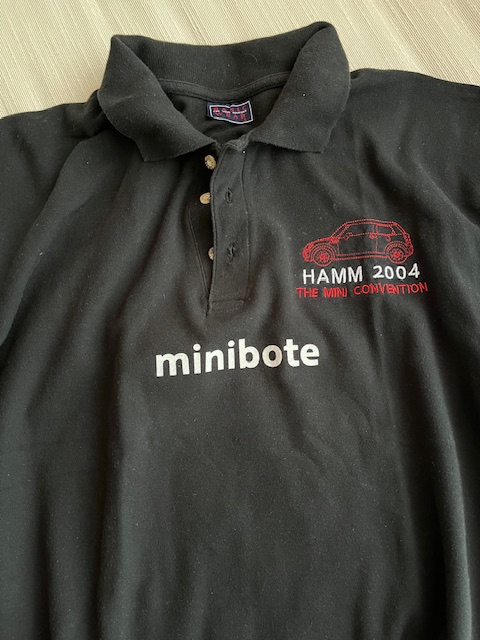 HAMM 2004
THE MINI CONVENTION
minibote